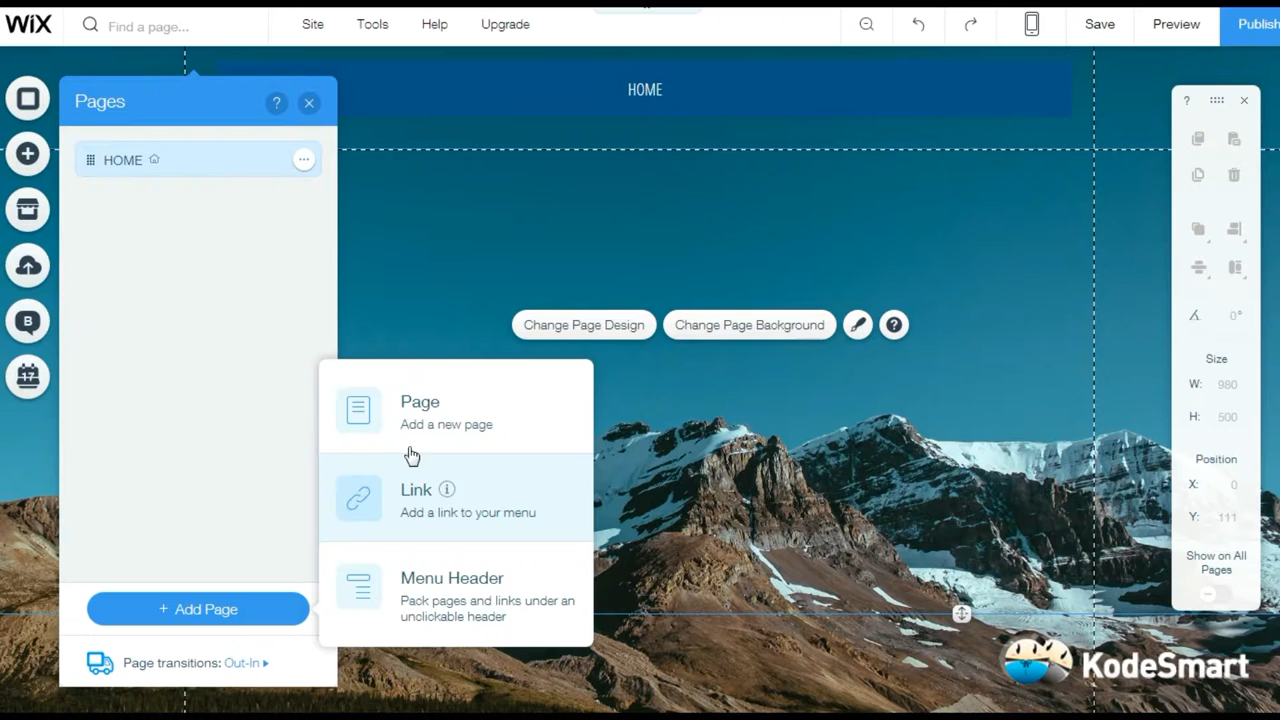 WiX
Find a page...
Site
Tools
Help
Upgrade
Save
Preview
Publish
Pages
?
HOME
HOME
?
Change Page Design
Change Page Background
?
B
17
Page
Add a new page
Link
Add a link to your menu
Menu Header
Pack pages and links under an
unclickable header
+ Add Page
Page transitions: Out-In
0°
Size
W: 980
H: 500
Position
X: 0
Y: 111
Show on All
Pages
KodeSmart